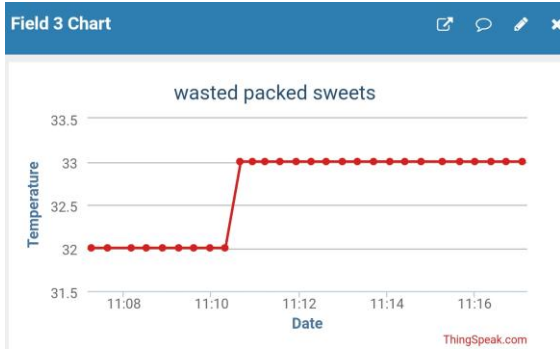 Field 3 Chart
wasted packed sweets
Temperature
33.5
33
32.5
32
31.5
11:08 11:10 11:12 11:14 11:16
Date
ThingSpeak.com